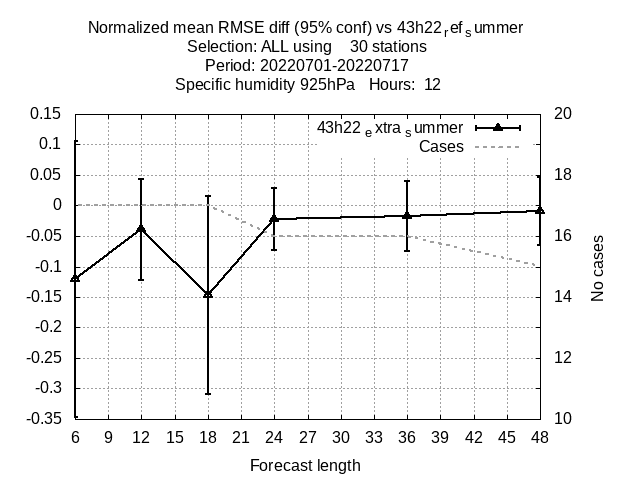 Normalized mean RMSE diff (95% conf) vs 43h22refsummer
Selection: ALL using 30 stations
Period: 20220701-20220717
Specific humidity 925hPa Hours: 12
43h22extrasummer
Cases
0.15
0.1
0.05
0
-0.05
-0.1
-0.15
-0.2
-0.25
-0.3
-0.35
20
18
16
14
12
10
No cases
6 9 12 15 18 21 24 27 30 33 36 39 42 45 48
Forecast length